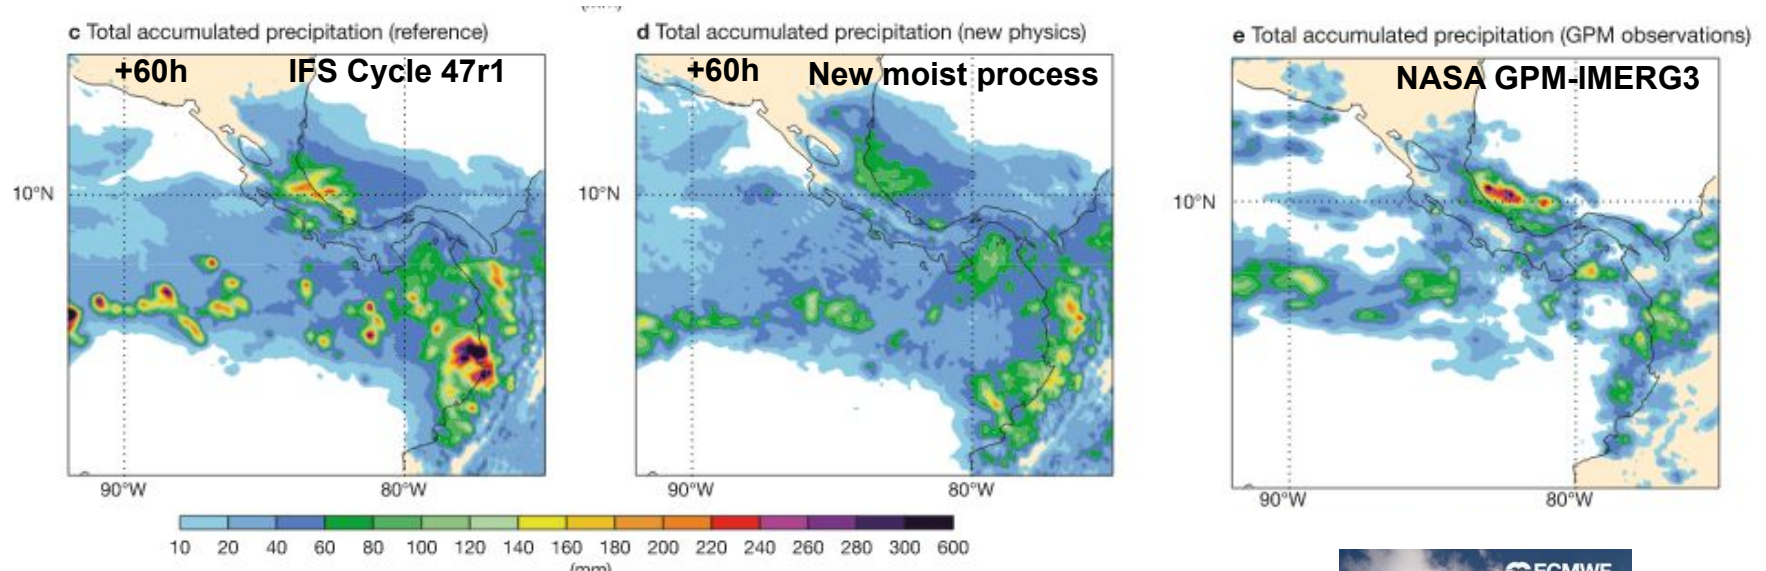 c Total accumulated precipitation (reference)
+60h IFS Cycle 47r1
10°N
90°W 80°W
d Total accumulated precipitation (new physics)
+60h New moist process
10°N
90°W 80°W
e Total accumulated precipitation (GPM observations)
NASA GPM-IMERG3
10°N
90°W 80°W
10 20 40 60 80 100 120 140 160 180 200 220 240 260 280 300 600
(mm)
ECMWF